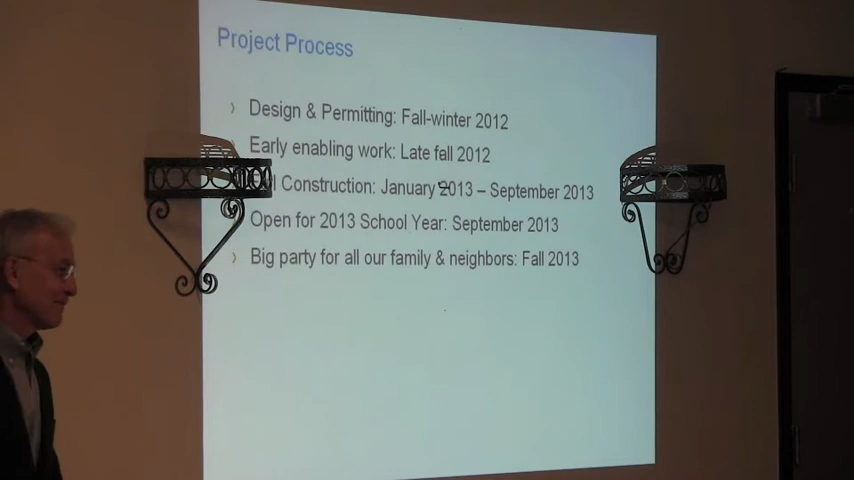 Project Process
Design & Permitting: Fall-winter 2012
Early enabling work: Late fall 2012
Construction: January 2013 – September 2013
Open for 2013 School Year: September 2013
Big party for all our family & neighbors: Fall 2013